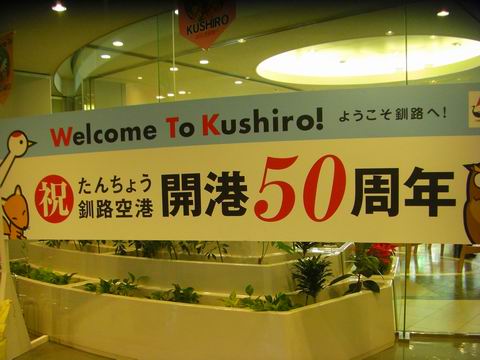 KUSHIRO
Welcome To Kushiro! ようこそ釧路へ!
祝 たんちょう釧路空港 開港50周年